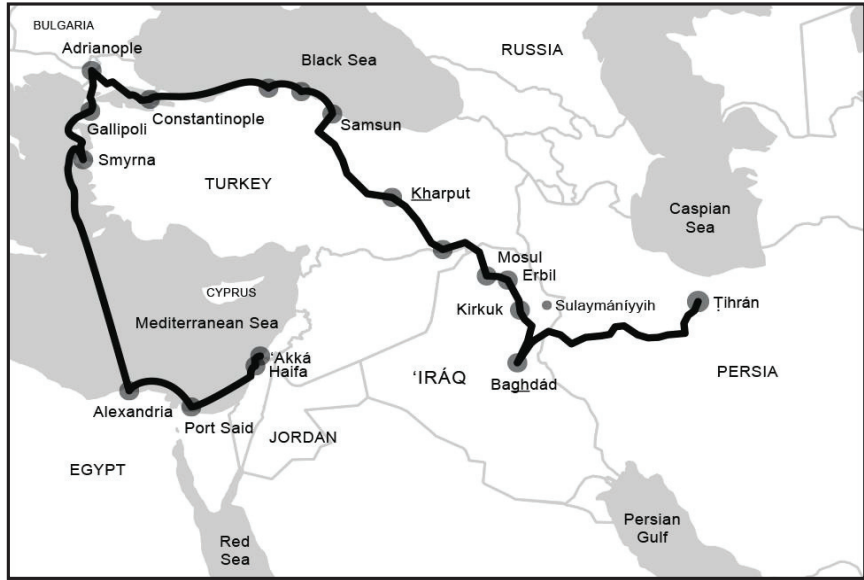 BULGARIA
Adrianople
Black Sea
RUSSIA
Gallipoli
Constantinople
Samsun
Smyrna
TURKEY
Kharput
Caspian
Sea
Mosul
Erbil
CYPRUS
Kirkuk
Sulaymáníyyih
Ṭihrán
Mediterranean Sea
‘Akká
Haifa
‘IRÁQ
Baghdád
PERSIA
Alexandria
Port Said
JORDAN
EGYPT
Red
Sea
Persian
Gulf